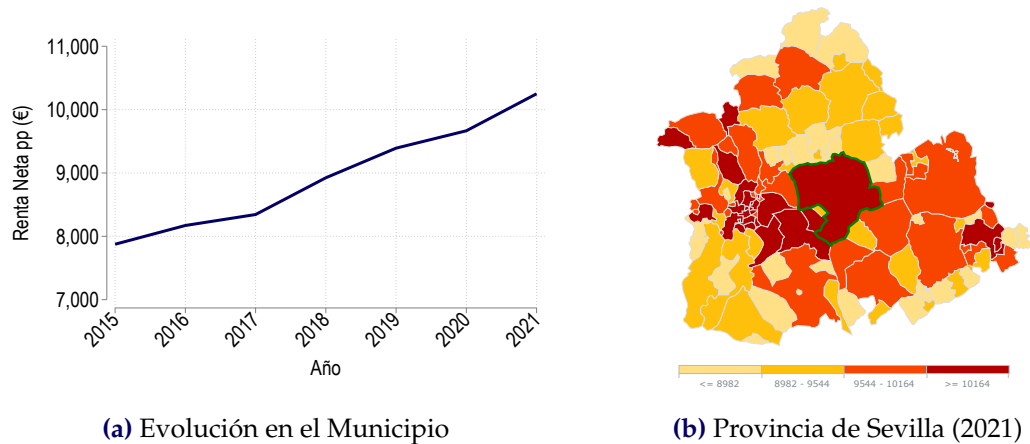 11,000
10,000
9,000
8,000
7,000
Renta Neta pp (€)
2015 2016 2017 2018 2019 2020 2021
Año
<= 8982 8982 - 9544 9544 - 10164 >= 10164
(a) Evolución en el Municipio
(b) Provincia de Sevilla (2021)